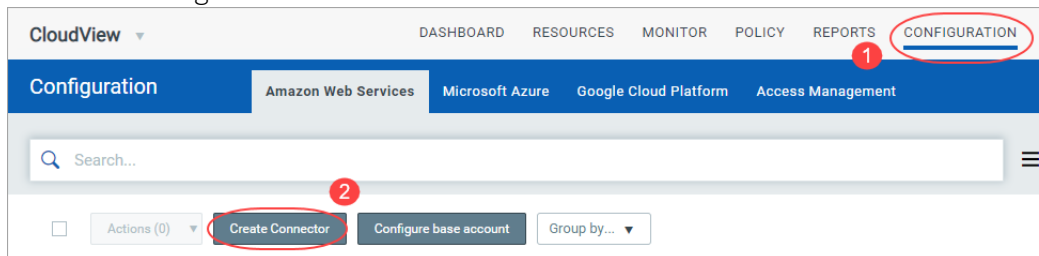 CloudView DASHBOARD RESOURCES MONITOR POLICY REPORTS CONFIGURATION
1
Configuration Amazon Web Services Microsoft Azure Google Cloud Platform Access Management
Search...
2
Actions (0) Create Connector Configure base account Group by...